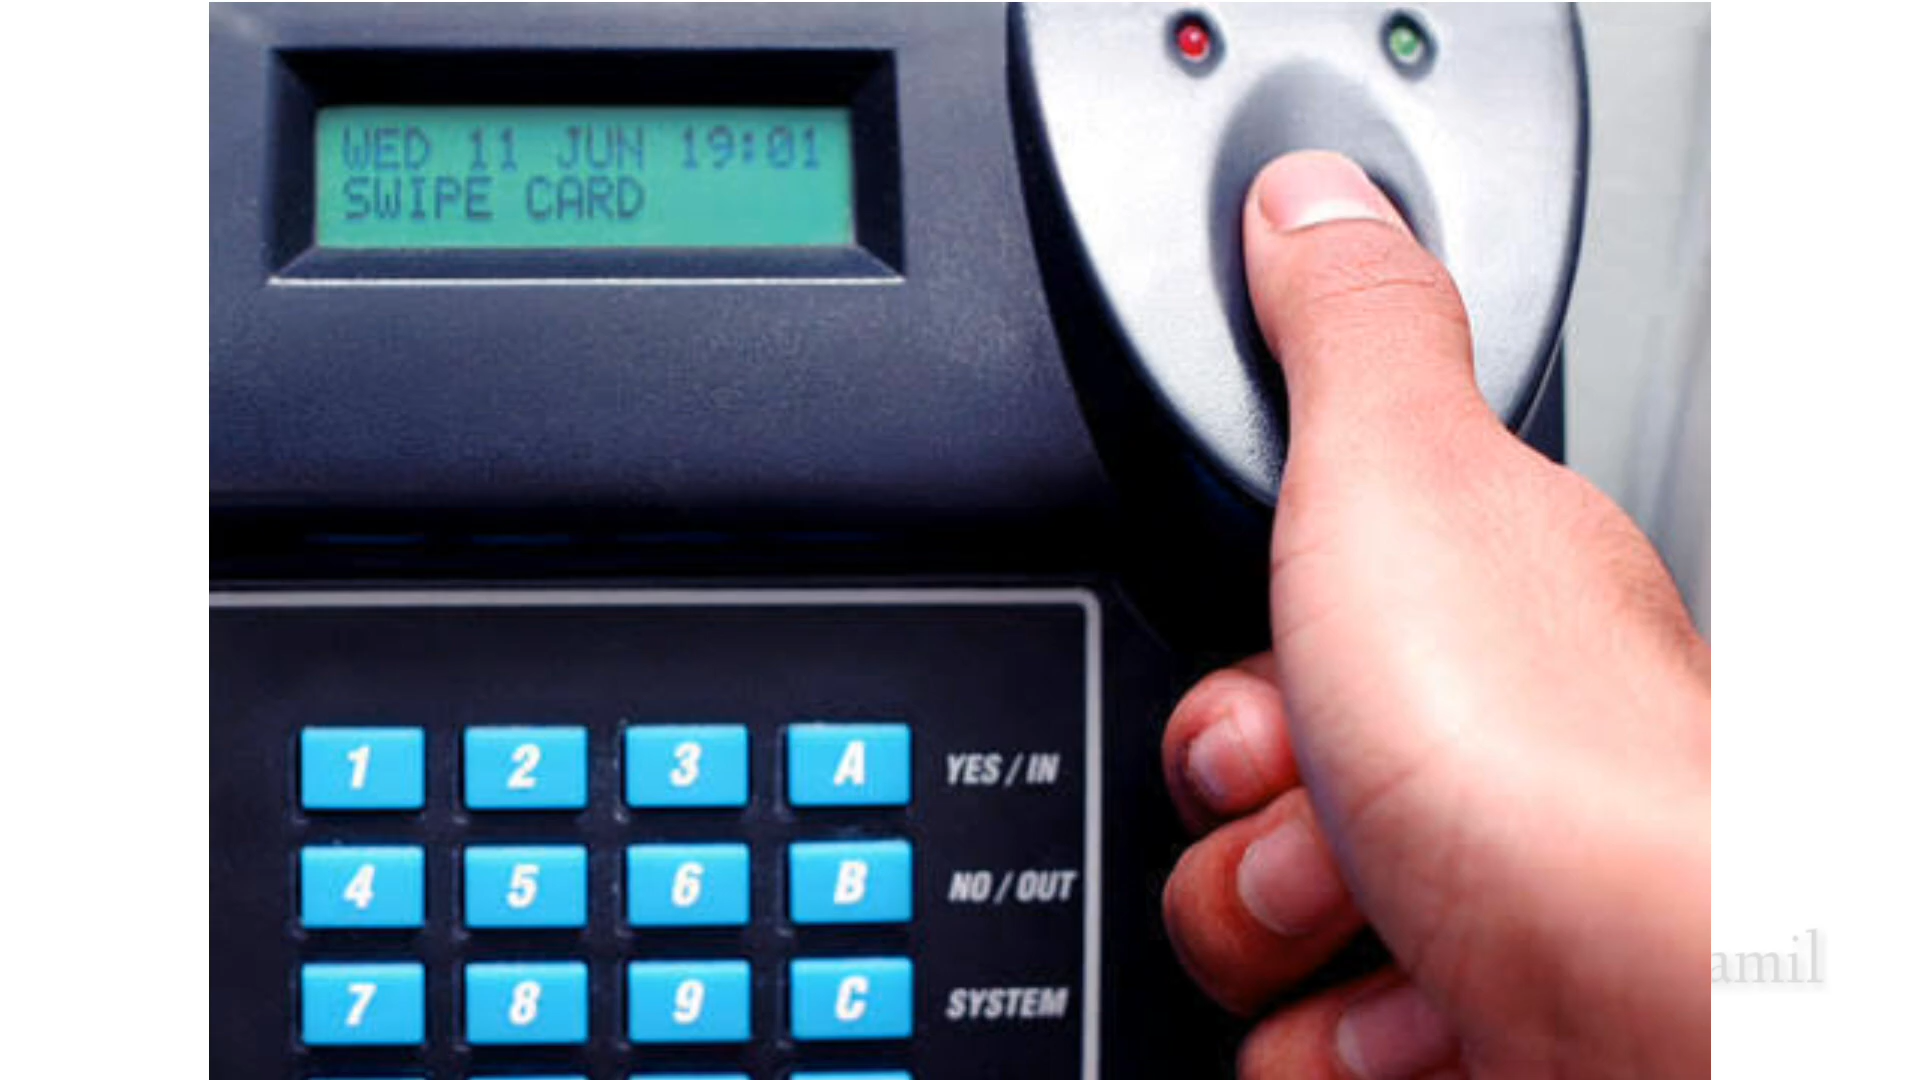 WED 11 JUN 19:01
SWIPE CARD
1 2 3 A YES / IN
4 5 6 B NO / OUT
7 8 9 C SYSTEM
amil